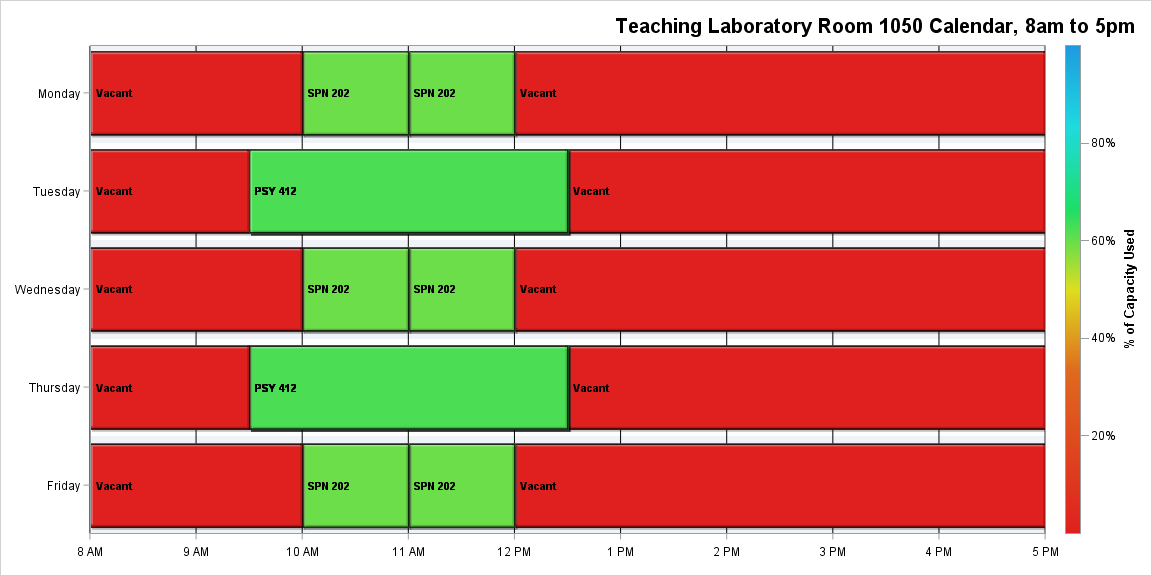 Teaching Laboratory Room 1050 Calendar, 8am to 5pm
Monday
Vacant
SPN 202
SPN 202
Vacant
Tuesday
Vacant
PSY 412
Vacant
Wednesday
Vacant
SPN 202
SPN 202
Vacant
Thursday
Vacant
PSY 412
Vacant
Friday
Vacant
SPN 202
SPN 202
Vacant
8 AM
9 AM
10 AM
11 AM
12 PM
1 PM
2 PM
3 PM
4 PM
5 PM
80%
60%
40%
20%
% of Capacity Used